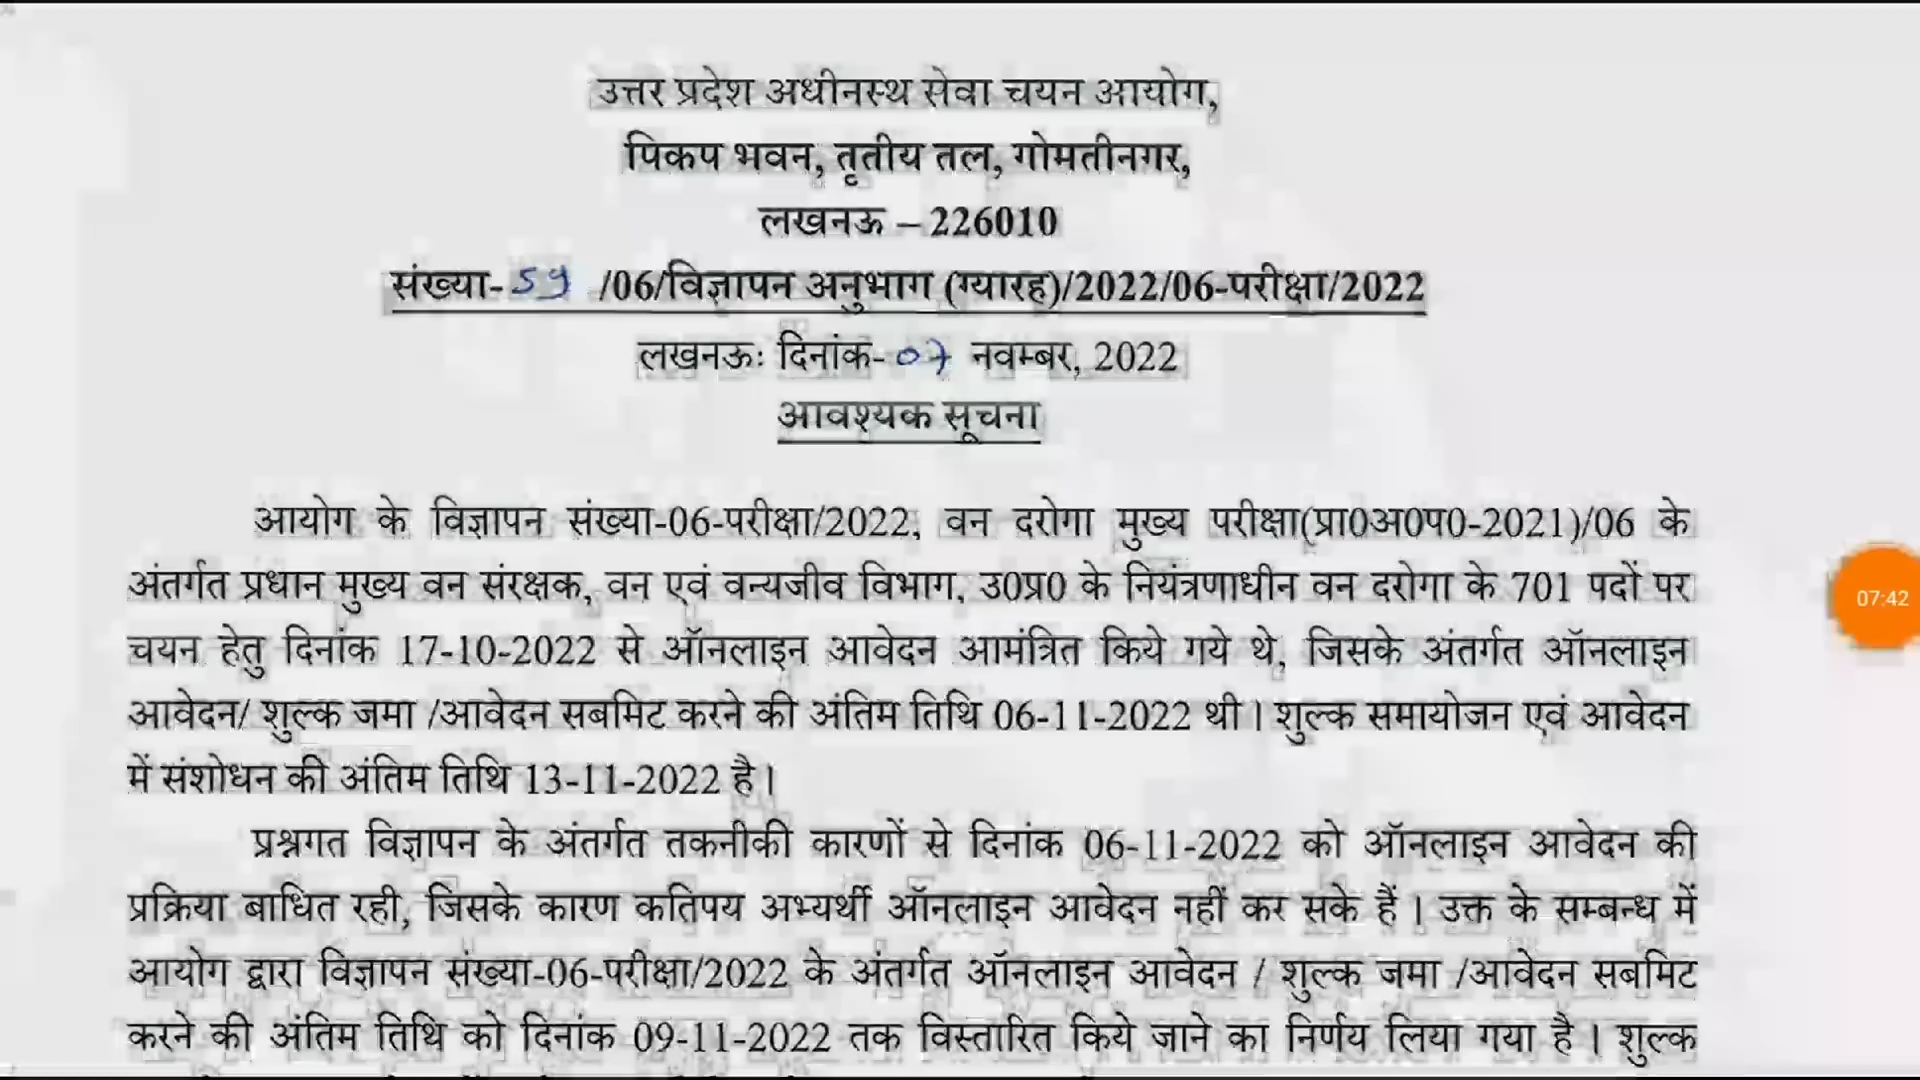 उत्तर प्रदेश अधीनस्थ सेवा चयन आयोग,
पिकप भवन, तृतीय तल, गोमतीनगर,
लखनऊ – 226010
संख्या- 59 /06/विज्ञापन अनुभाग (ग्यारह)/2022/06-परीक्षा/2022
लखनऊः दिनांक- 07 नवम्बर, 2022
आवश्यक सूचना
आयोग के विज्ञापन संख्या-06-परीक्षा/2022, वन दरोगा मुख्य परीक्षा(प्रा0अ0प0-2021)/06 के
अंतर्गत प्रधान मुख्य वन संरक्षक, वन एवं वन्यजीव विभाग, उ0प्र0 के नियंत्रणाधीन वन दरोगा के 701 पदों पर
07:42
चयन हेतु दिनांक 17-10-2022 से ऑनलाइन आवेदन आमंत्रित किये गये थे, जिसके अंतर्गत ऑनलाइन
आवेदन/ शुल्क जमा /आवेदन सबमिट करने की अंतिम तिथि 06-11-2022 थी। शुल्क समायोजन एवं आवेदन
में संशोधन की अंतिम तिथि 13-11-2022 है।
प्रश्नगत विज्ञापन के अंतर्गत तकनीकी कारणों से दिनांक 06-11-2022 को ऑनलाइन आवेदन की
प्रक्रिया बाधित रही, जिसके कारण कतिपय अभ्यर्थी ऑनलाइन आवेदन नहीं कर सके हैं। उक्त के सम्बन्ध में
आयोग द्वारा विज्ञापन संख्या-06-परीक्षा/2022 के अंतर्गत ऑनलाइन आवेदन / शुल्क जमा /आवेदन सबमिट
करने की अंतिम तिथि को दिनांक 09-11-2022 तक विस्तारित किये जाने का निर्णय लिया गया है। शुल्क